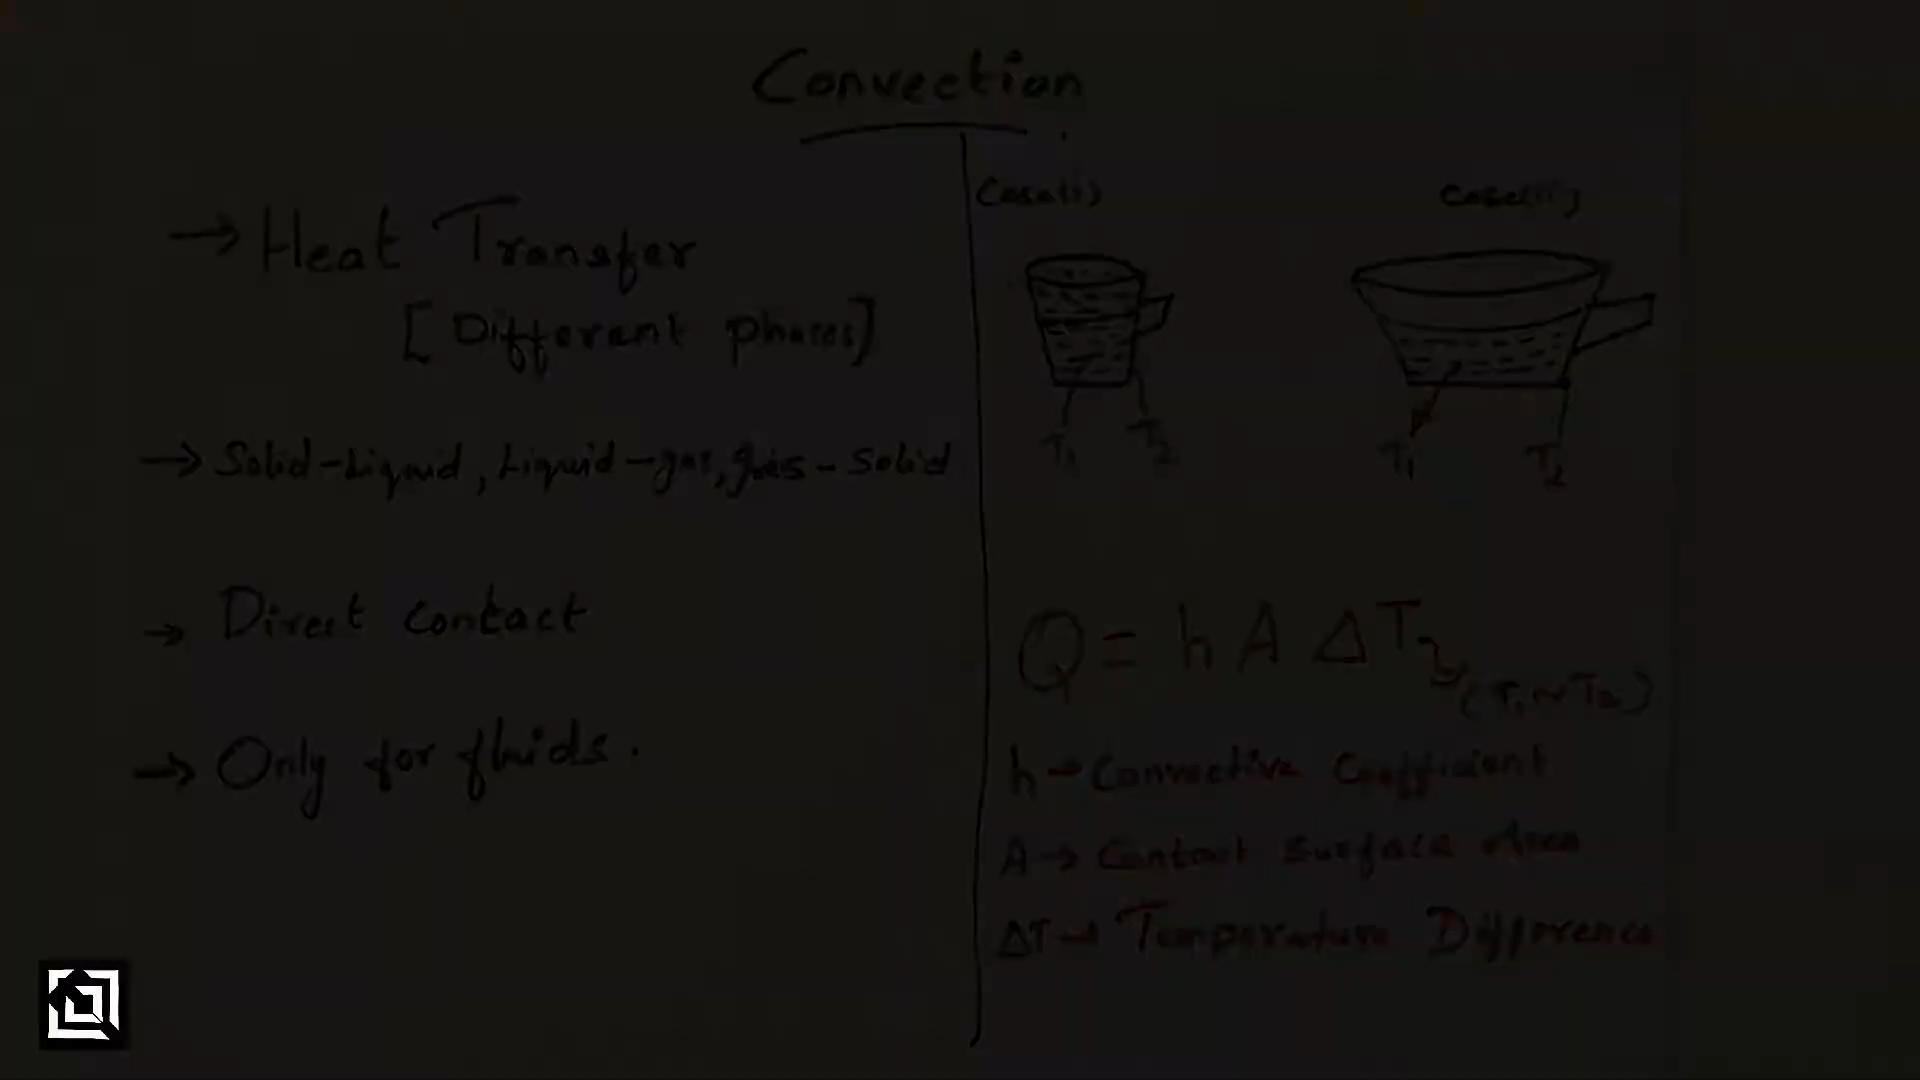 Convection
→ Heat Transfer
[Different phases]
→ Solid-Liquid, Liquid-gas, gas-Solid
→ Direct contact
→ Only for fluids.
Case(i)
Case(ii)
T1 T2
T1 T2
Q = h A ΔT
(T1~T2)
h → Convective Coefficient
A → Contact Surface Area
ΔT → Temperature Difference